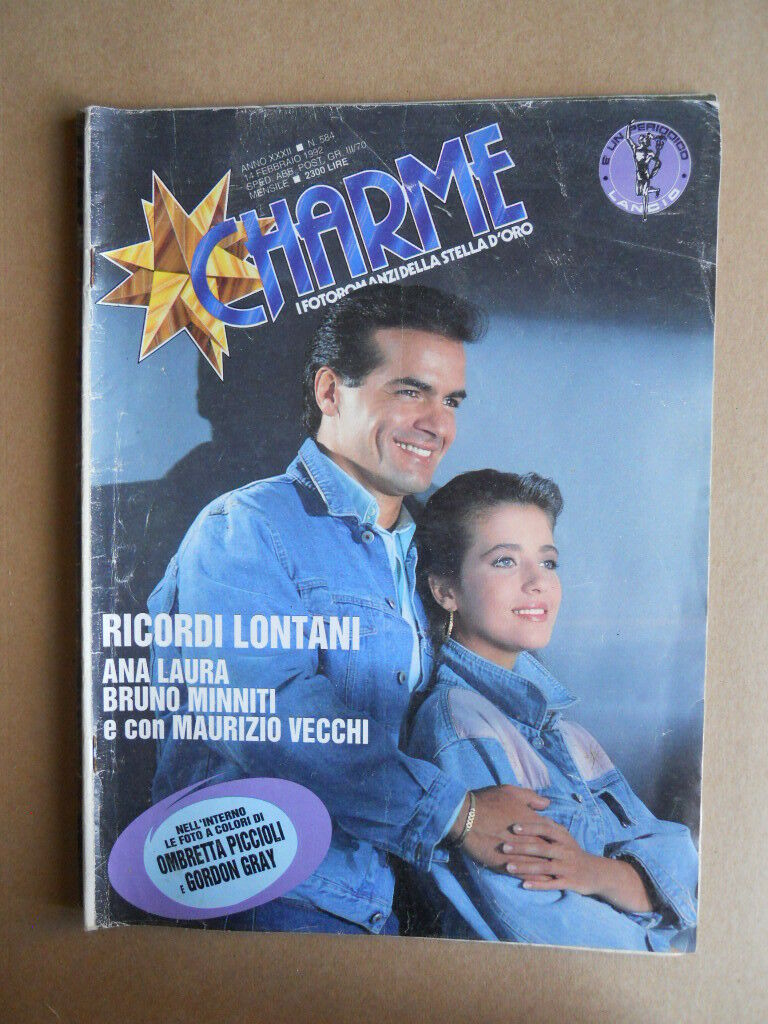 ANNO XXXII ■ N. 584
14 FEBBRAIO 1992
SPED. ABB. POST. GR. III/70
MENSILE ■ 2300 LIRE
CHARME
I FOTOROMANZI DELLA STELLA D'ORO
È UN PERIODICO
LANCIO
RICORDI LONTANI
ANA LAURA
BRUNO MINNITI
e con MAURIZIO VECCHI
NELL'INTERNO
LE FOTO A COLORI DI
OMBRETTA PICCIOLI
E GORDON GRAY